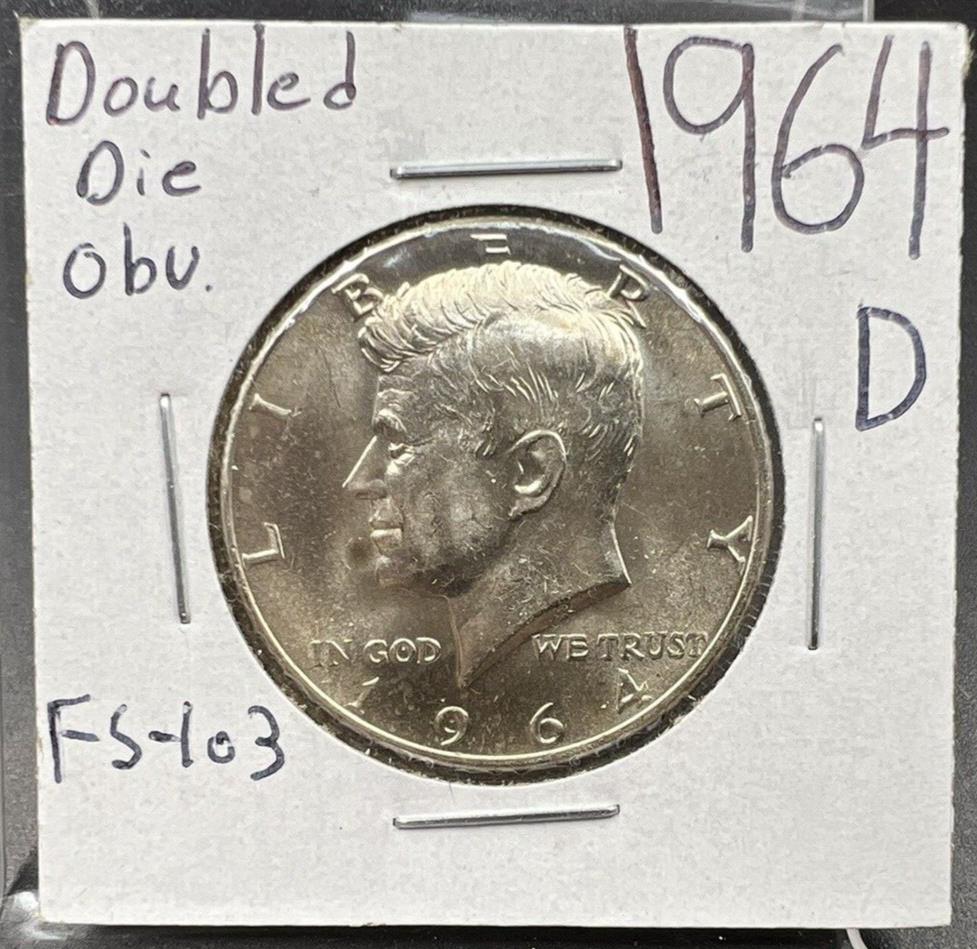 Doubled
Die
Obv.
1964
D
LIBERTY
IN GOD WE TRUST
1964
FS-103